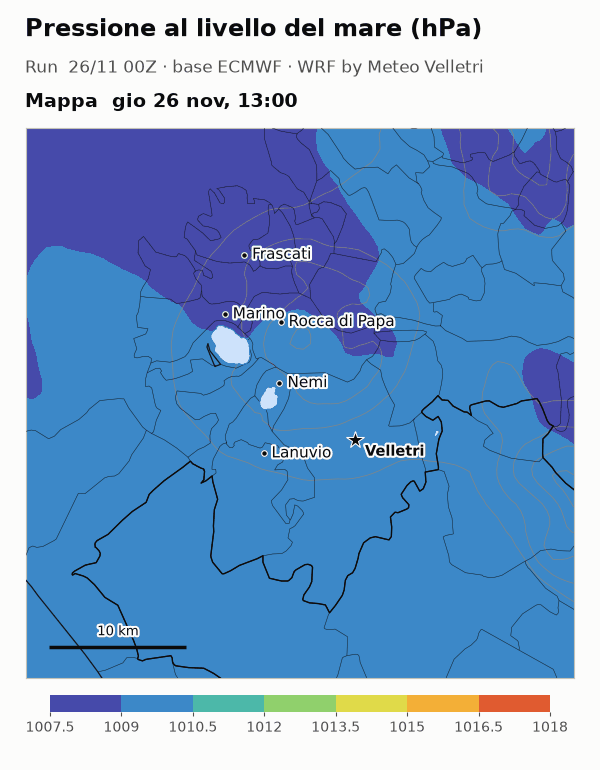 Pressione al livello del mare (hPa)
Run  26/11 00Z · base ECMWF · WRF by Meteo Velletri
Mappa  gio 26 nov, 13:00
Frascati
Marino
Rocca di Papa
Nemi
Velletri
Lanuvio
10 km
1007.5 1009 1010.5 1012 1013.5 1015 1016.5 1018